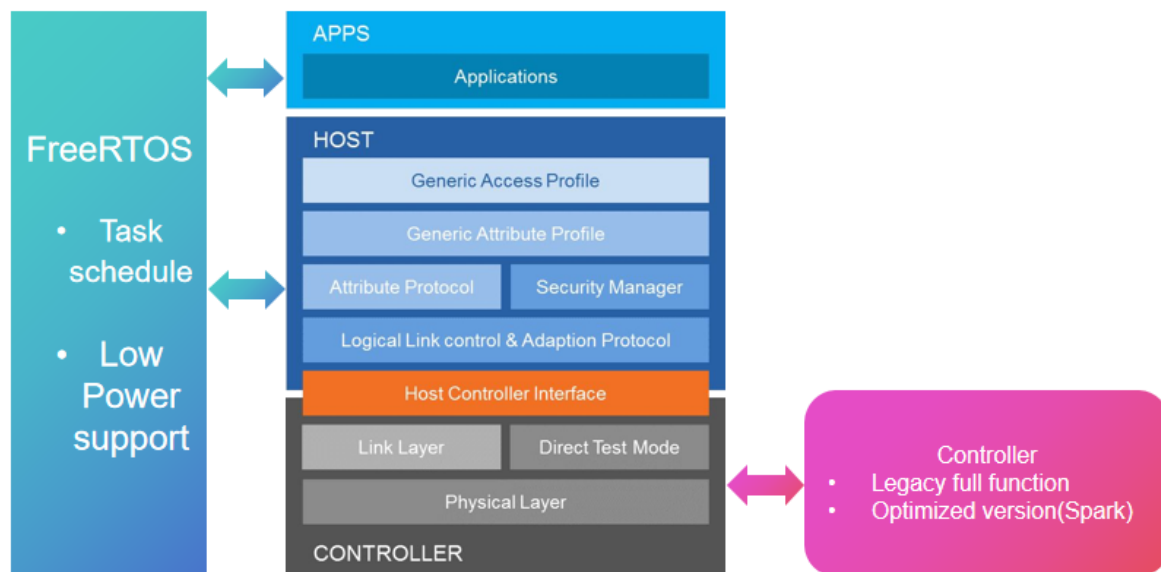 FreeRTOS
• Task
schedule
• Low
Power
support
APPS
Applications
HOST
Generic Access Profile
Generic Attribute Profile
Attribute Protocol
Security Manager
Logical Link control & Adaption Protocol
Host Controller Interface
Link Layer
Direct Test Mode
Physical Layer
CONTROLLER
Controller
• Legacy full function
• Optimized version(Spark)